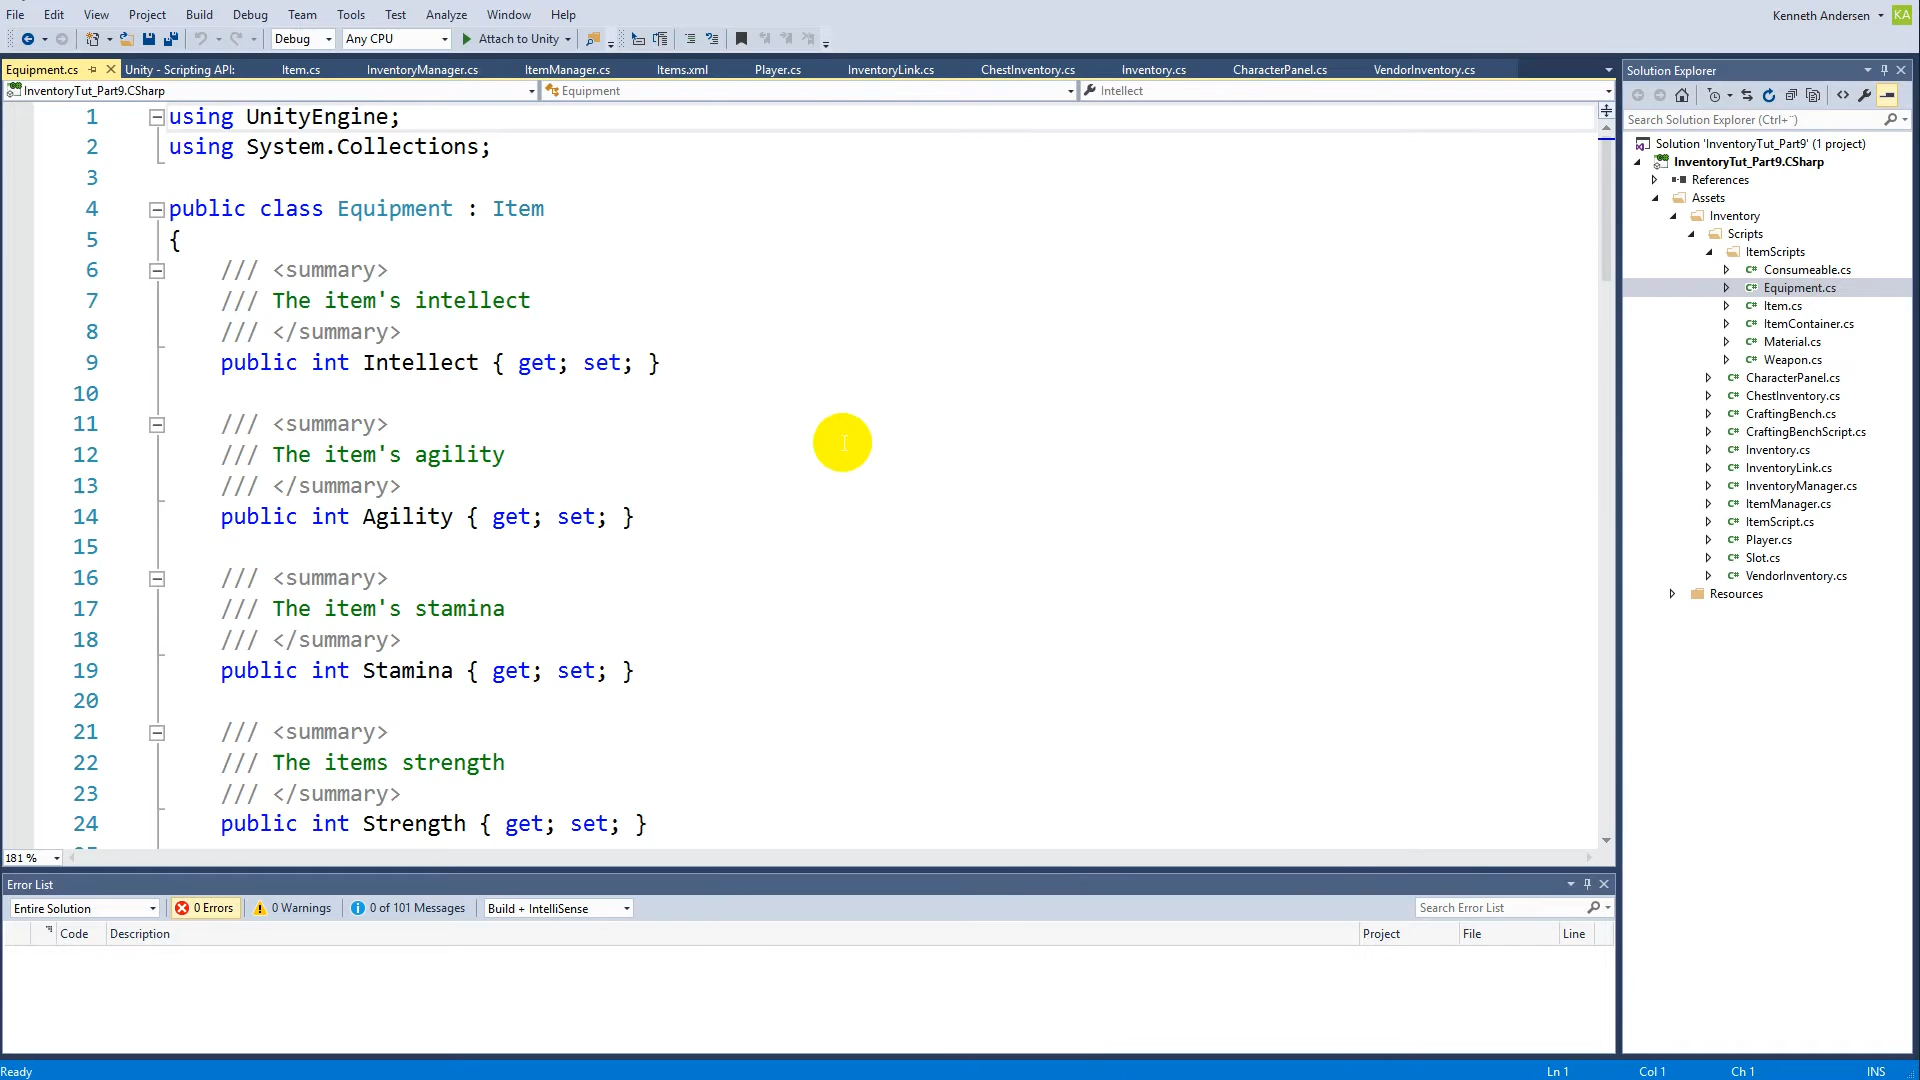 File Edit View Project Build Debug Team Tools Test Analyze Window Help Kenneth Andersen KA
Debug Any CPU Attach to Unity
Equipment.cs Unity - Scripting API: Item.cs InventoryManager.cs ItemManager.cs Items.xml Player.cs InventoryLink.cs ChestInventory.cs Inventory.cs CharacterPanel.cs VendorInventory.cs
InventoryTut_Part9.CSharp Equipment Intellect
1 using UnityEngine;
2 using System.Collections;
3
4 public class Equipment : Item
5 {
6 /// <summary>
7 /// The item's intellect
8 /// </summary>
9 public int Intellect { get; set; }
10
11 /// <summary>
12 /// The item's agility
13 /// </summary>
14 public int Agility { get; set; }
15
16 /// <summary>
17 /// The item's stamina
18 /// </summary>
19 public int Stamina { get; set; }
20
21 /// <summary>
22 /// The items strength
23 /// </summary>
24 public int Strength { get; set; }
181 %
Error List
Entire Solution 0 Errors 0 Warnings 0 of 101 Messages Build + IntelliSense Search Error List
Code Description Project File Line
Solution Explorer
Search Solution Explorer (Ctrl+¨)
Solution 'InventoryTut_Part9' (1 project)
InventoryTut_Part9.CSharp
References
Assets
Inventory
Scripts
ItemScripts
C# Consumeable.cs
C# Equipment.cs
C# Item.cs
C# ItemContainer.cs
C# Material.cs
C# Weapon.cs
C# CharacterPanel.cs
C# ChestInventory.cs
C# CraftingBench.cs
C# CraftingBenchScript.cs
C# Inventory.cs
C# InventoryLink.cs
C# InventoryManager.cs
C# ItemManager.cs
C# ItemScript.cs
C# Player.cs
C# Slot.cs
C# VendorInventory.cs
Resources
Ready Ln 1 Col 1 Ch 1 INS